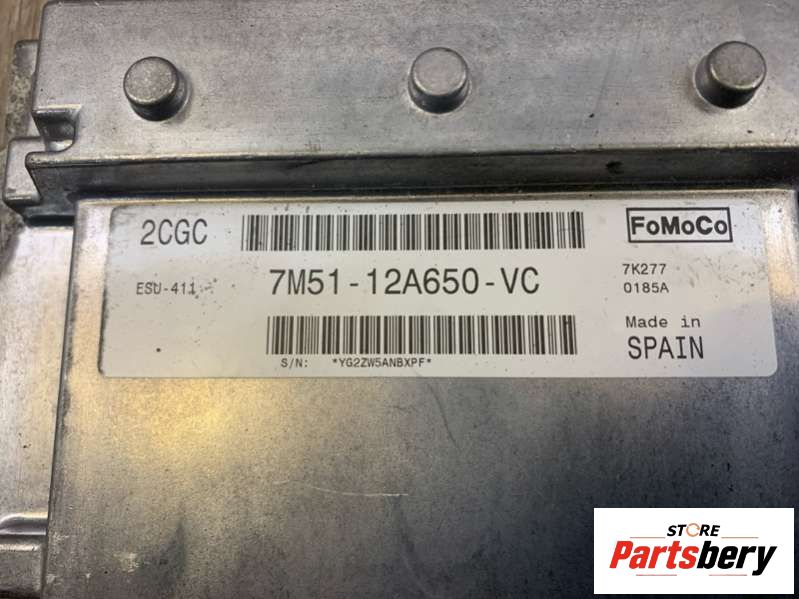 2CGC
FoMoCo
ESU-411
7M51-12A650-VC
7K277
0185A
Made in
SPAIN
S/N: *YG2ZW5ANBXPF*
STORE
Partsbery